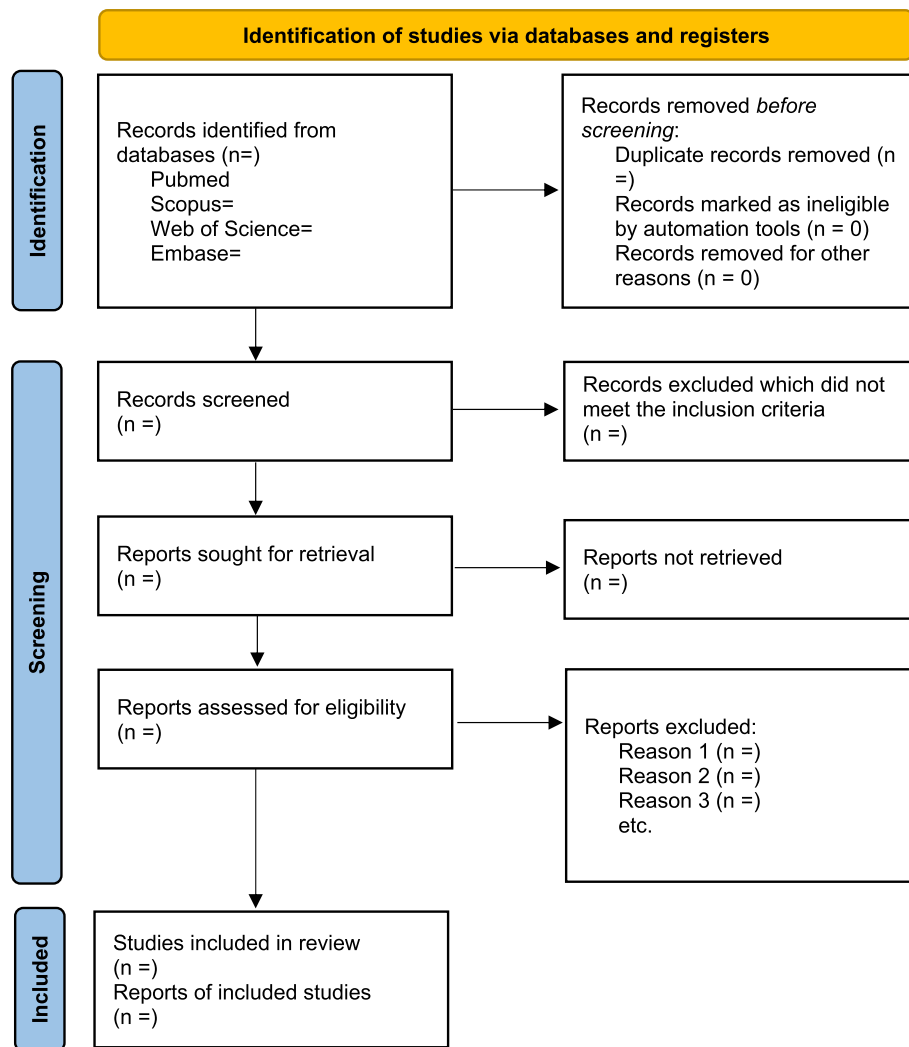 Identification of studies via databases and registers
Identification
Records identified from
databases (n=)
Pubmed
Scopus=
Web of Science=
Embase=
Records removed before
screening:
Duplicate records removed (n
=)
Records marked as ineligible
by automation tools (n = 0)
Records removed for other
reasons (n = 0)
Screening
Records screened
(n =)
Records excluded which did not
meet the inclusion criteria
(n =)
Reports sought for retrieval
(n =)
Reports not retrieved
(n =)
Reports assessed for eligibility
(n =)
Reports excluded:
Reason 1 (n =)
Reason 2 (n =)
Reason 3 (n =)
etc.
Included
Studies included in review
(n =)
Reports of included studies
(n =)